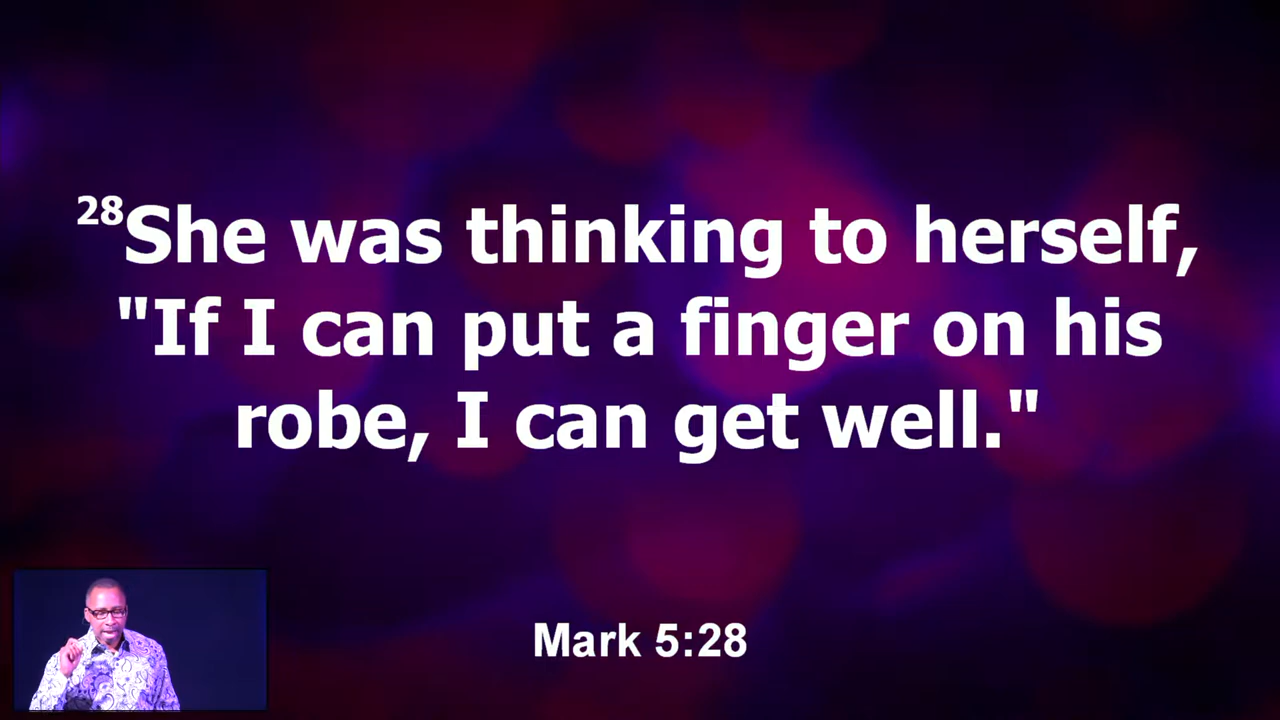 28She was thinking to herself,
"If I can put a finger on his
robe, I can get well."
Mark 5:28